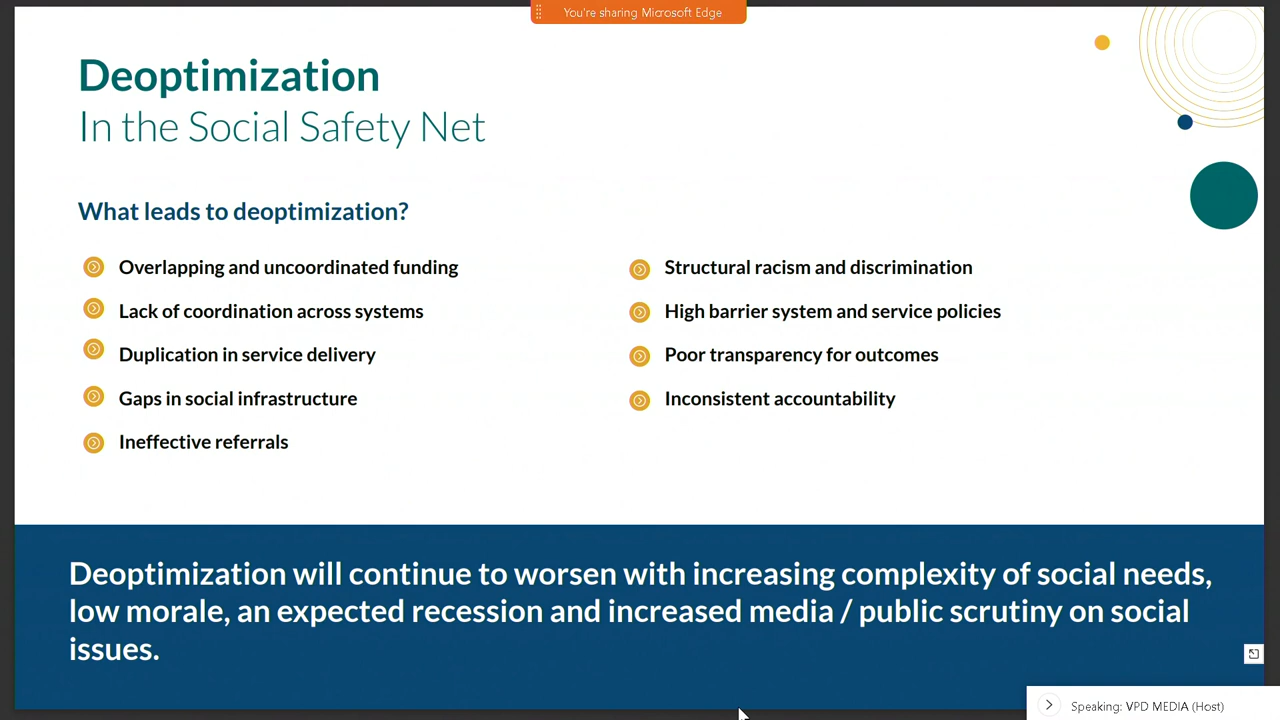 You're sharing Microsoft Edge
Deoptimization
In the Social Safety Net
What leads to deoptimization?
Overlapping and uncoordinated funding
Lack of coordination across systems
Duplication in service delivery
Gaps in social infrastructure
Ineffective referrals
Structural racism and discrimination
High barrier system and service policies
Poor transparency for outcomes
Inconsistent accountability
Deoptimization will continue to worsen with increasing complexity of social needs,
low morale, an expected recession and increased media / public scrutiny on social
issues.
Speaking: VPD MEDIA (Host)